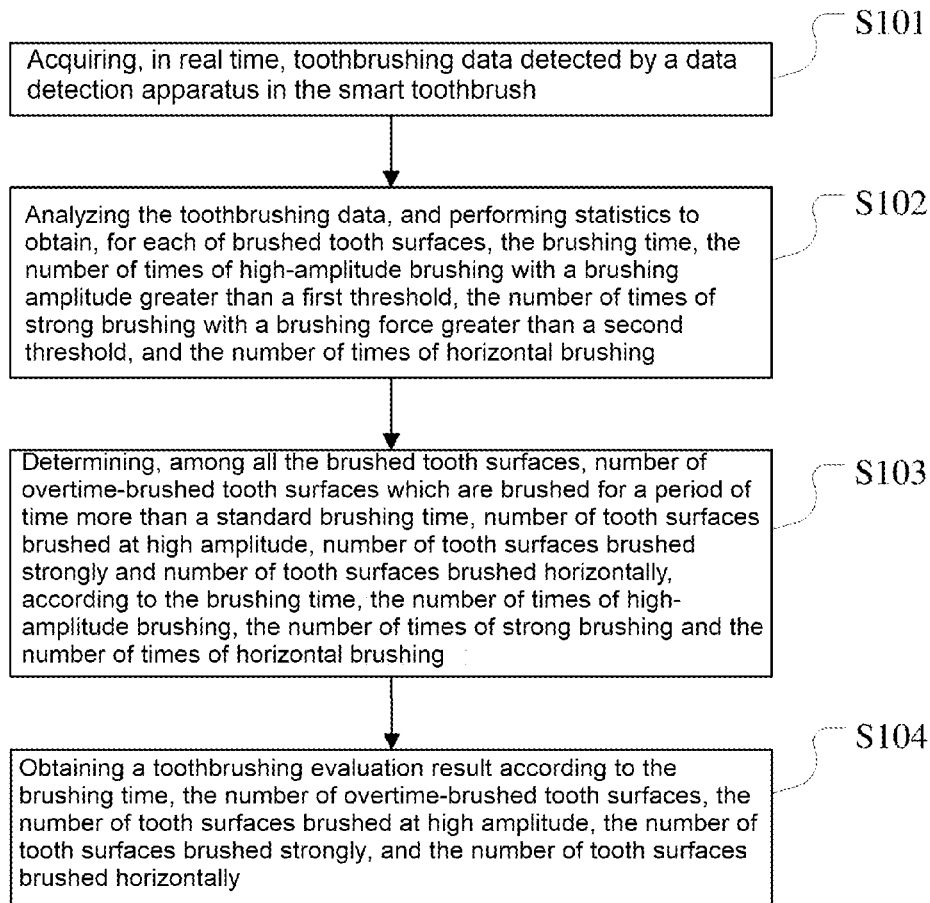 S101
Acquiring, in real time, toothbrushing data detected by a data
detection apparatus in the smart toothbrush
S102
Analyzing the toothbrushing data, and performing statistics to
obtain, for each of brushed tooth surfaces, the brushing time, the
number of times of high-amplitude brushing with a brushing
amplitude greater than a first threshold, the number of times of
strong brushing with a brushing force greater than a second
threshold, and the number of times of horizontal brushing
S103
Determining, among all the brushed tooth surfaces, number of
overtime-brushed tooth surfaces which are brushed for a period of
time more than a standard brushing time, number of tooth surfaces
brushed at high amplitude, number of tooth surfaces brushed
strongly and number of tooth surfaces brushed horizontally,
according to the brushing time, the number of times of high-
amplitude brushing, the number of times of strong brushing and the
number of times of horizontal brushing
S104
Obtaining a toothbrushing evaluation result according to the
brushing time, the number of overtime-brushed tooth surfaces, the
number of tooth surfaces brushed at high amplitude, the number of
tooth surfaces brushed strongly, and the number of tooth surfaces
brushed horizontally